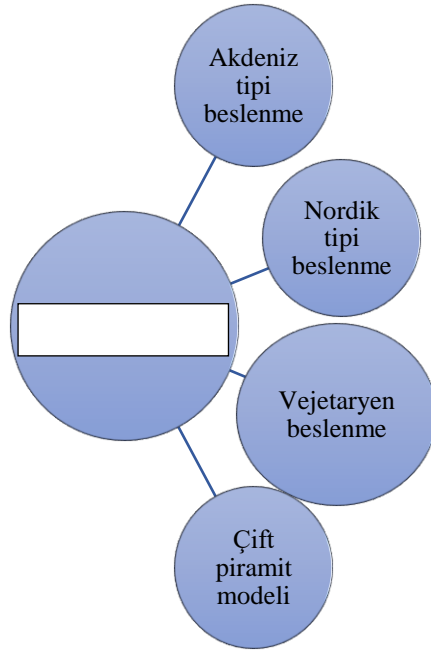 Akdeniz
tipi
beslenme
Nordik
tipi
beslenme
Vejetaryen
beslenme
Çift
piramit
modeli